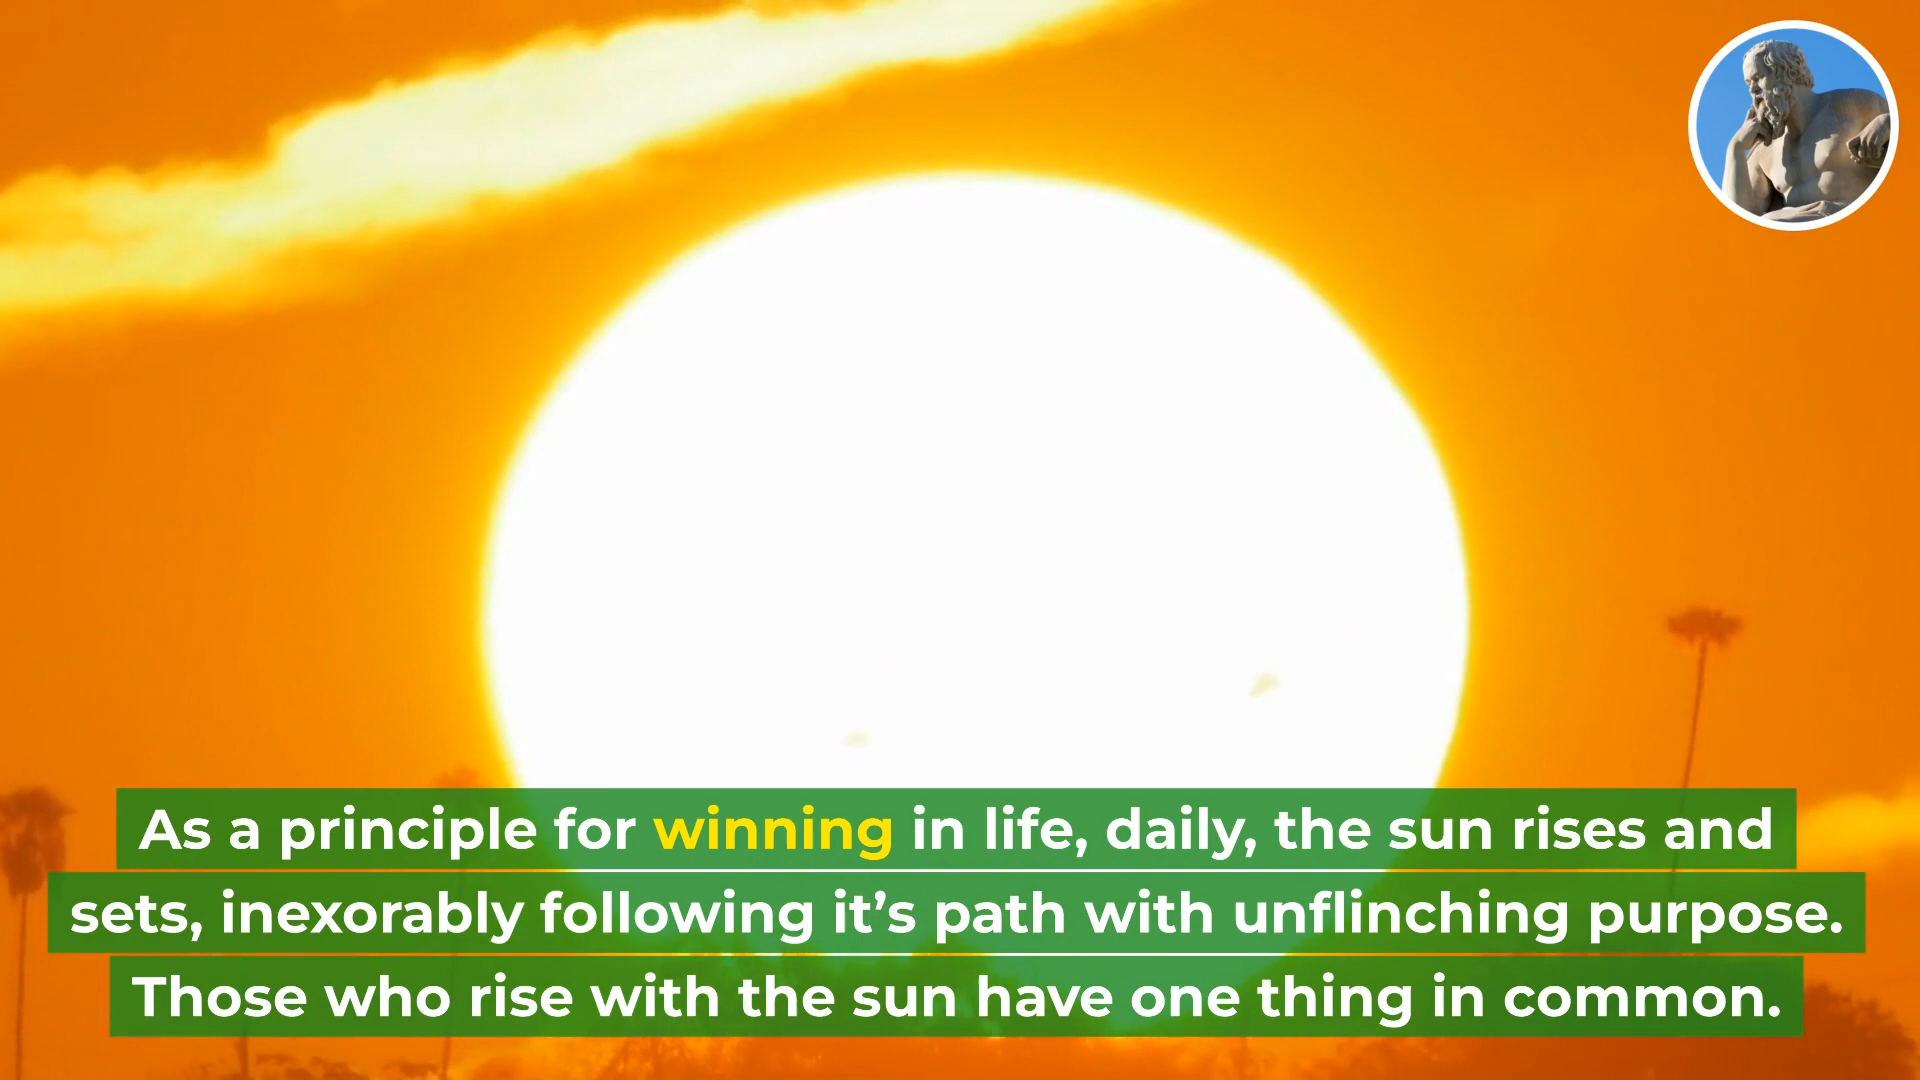 As a principle for winning in life, daily, the sun rises and
sets, inexorably following it’s path with unflinching purpose.
Those who rise with the sun have one thing in common.